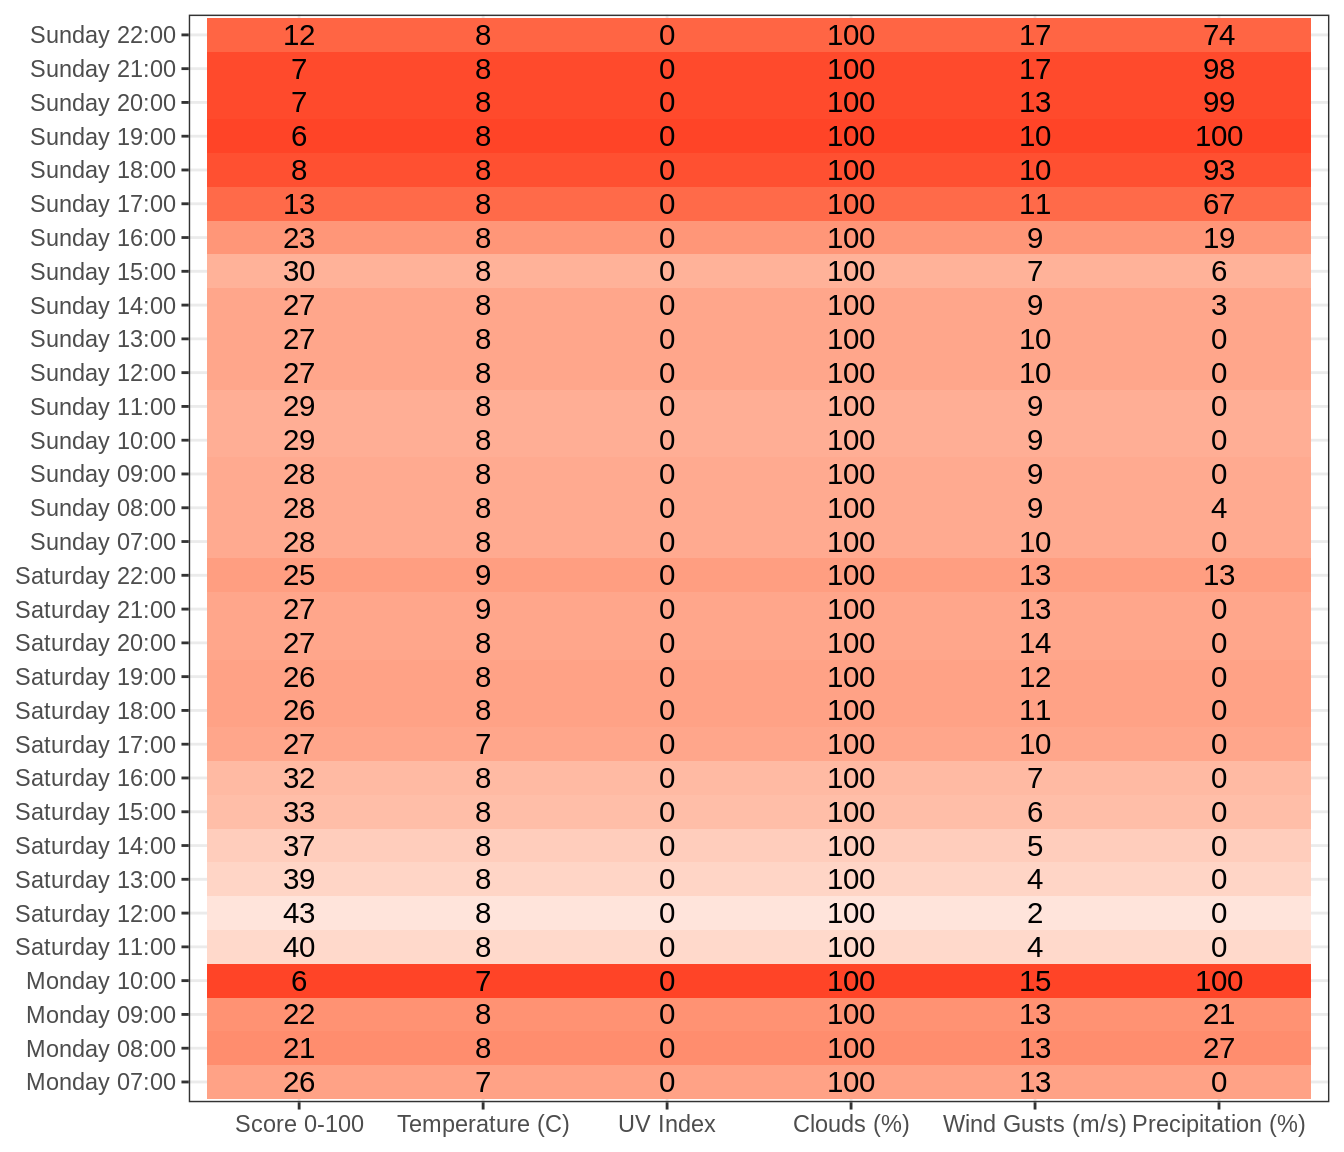 Sunday 22:00 12 8 0 100 17 74
Sunday 21:00 7 8 0 100 17 98
Sunday 20:00 7 8 0 100 13 99
Sunday 19:00 6 8 0 100 10 100
Sunday 18:00 8 8 0 100 10 93
Sunday 17:00 13 8 0 100 11 67
Sunday 16:00 23 8 0 100 9 19
Sunday 15:00 30 8 0 100 7 6
Sunday 14:00 27 8 0 100 9 3
Sunday 13:00 27 8 0 100 10 0
Sunday 12:00 27 8 0 100 10 0
Sunday 11:00 29 8 0 100 9 0
Sunday 10:00 29 8 0 100 9 0
Sunday 09:00 28 8 0 100 9 0
Sunday 08:00 28 8 0 100 9 4
Sunday 07:00 28 8 0 100 10 0
Saturday 22:00 25 9 0 100 13 13
Saturday 21:00 27 9 0 100 13 0
Saturday 20:00 27 8 0 100 14 0
Saturday 19:00 26 8 0 100 12 0
Saturday 18:00 26 8 0 100 11 0
Saturday 17:00 27 7 0 100 10 0
Saturday 16:00 32 8 0 100 7 0
Saturday 15:00 33 8 0 100 6 0
Saturday 14:00 37 8 0 100 5 0
Saturday 13:00 39 8 0 100 4 0
Saturday 12:00 43 8 0 100 2 0
Saturday 11:00 40 8 0 100 4 0
Monday 10:00 6 7 0 100 15 100
Monday 09:00 22 8 0 100 13 21
Monday 08:00 21 8 0 100 13 27
Monday 07:00 26 7 0 100 13 0
Score 0-100 Temperature (C) UV Index Clouds (%) Wind Gusts (m/s) Precipitation (%)